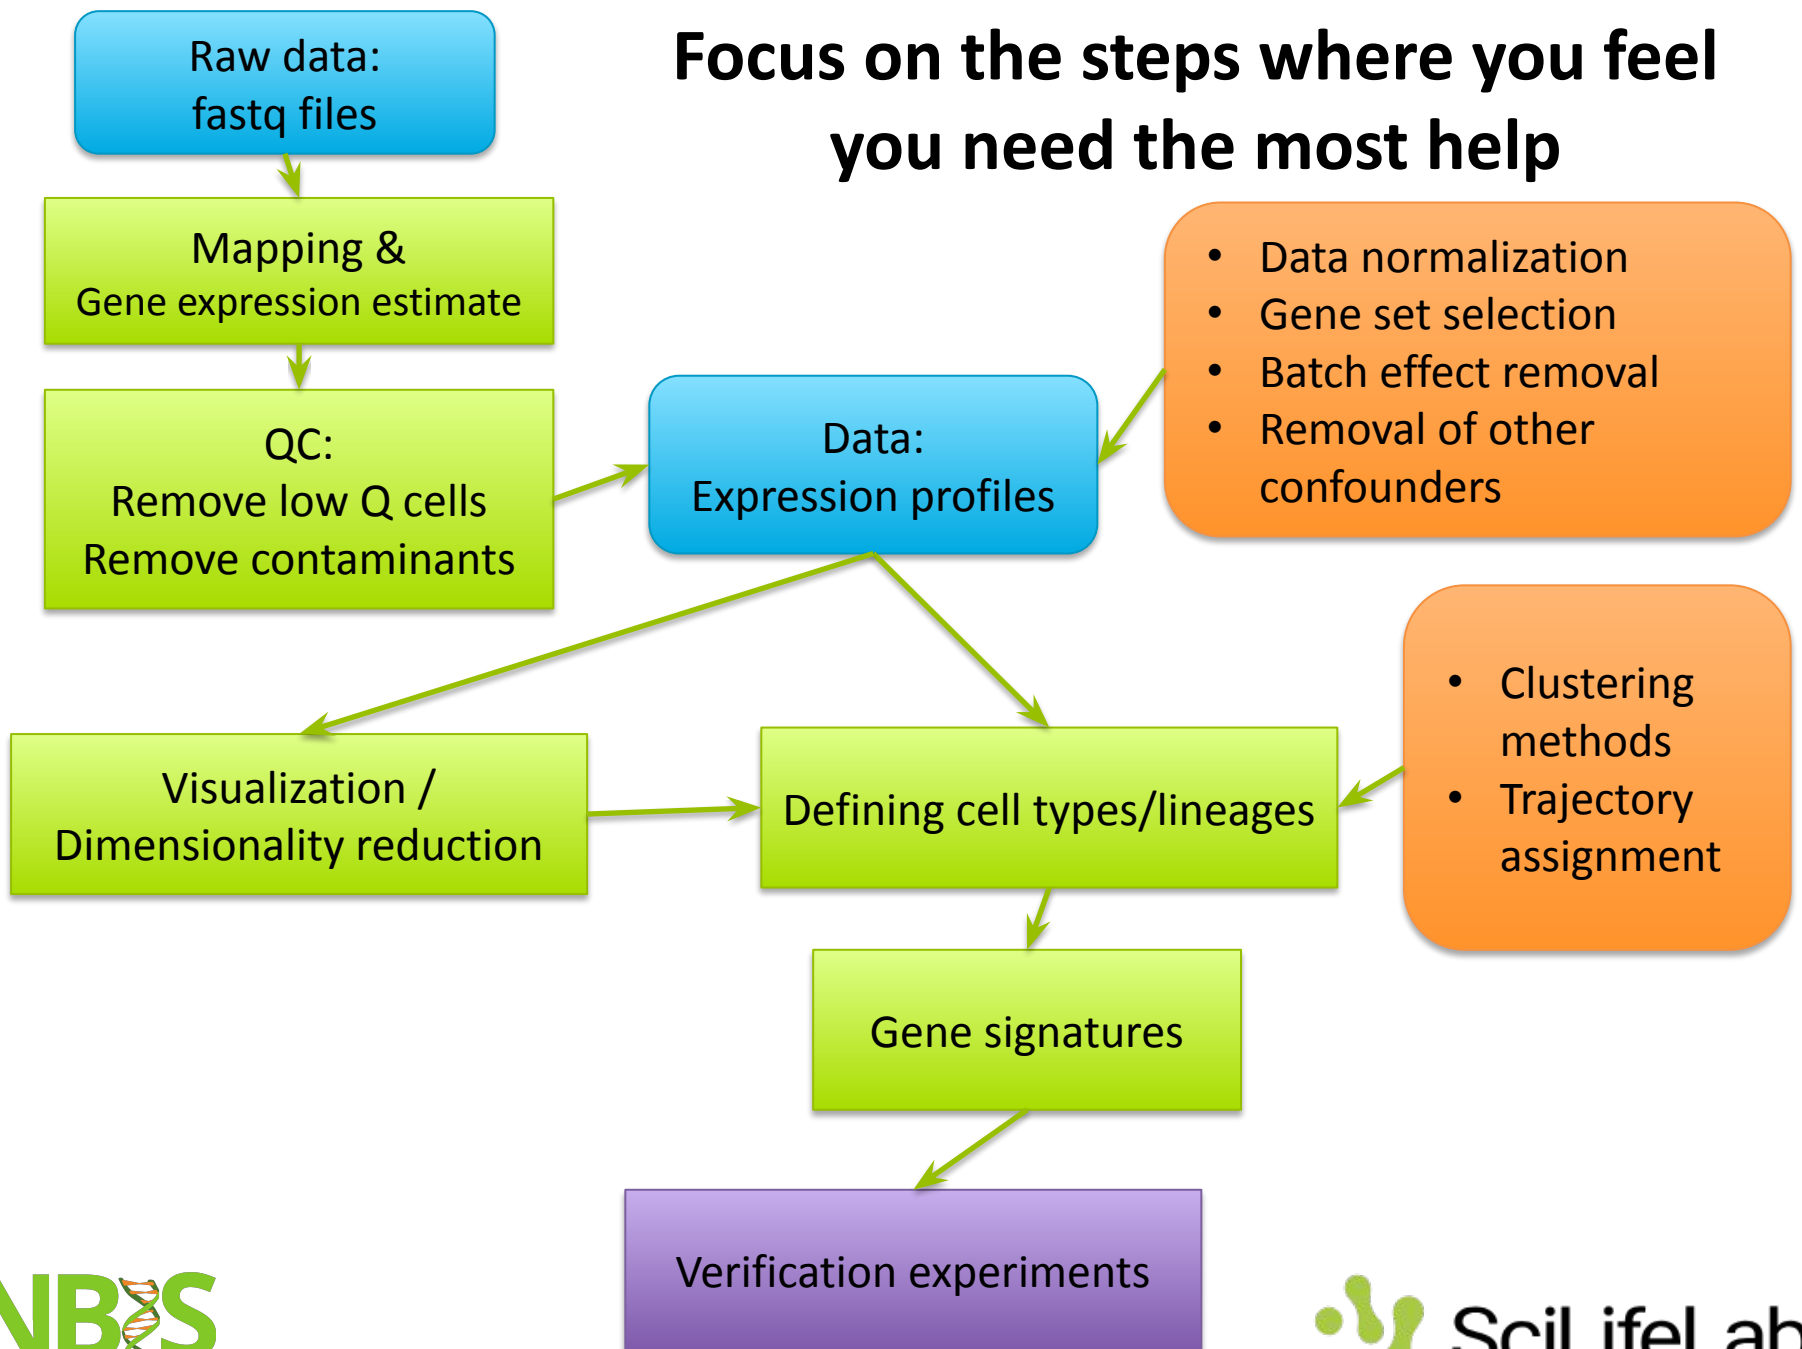 Raw data:
fastq files
Focus on the steps where you feel
you need the most help
Mapping &
Gene expression estimate
• Data normalization
• Gene set selection
• Batch effect removal
• Removal of other
confounders
QC:
Remove low Q cells
Remove contaminants
Data:
Expression profiles
• Clustering
methods
• Trajectory
assignment
Visualization /
Dimensionality reduction
Defining cell types/lineages
Gene signatures
Verification experiments
NBIS
SciLifeLab